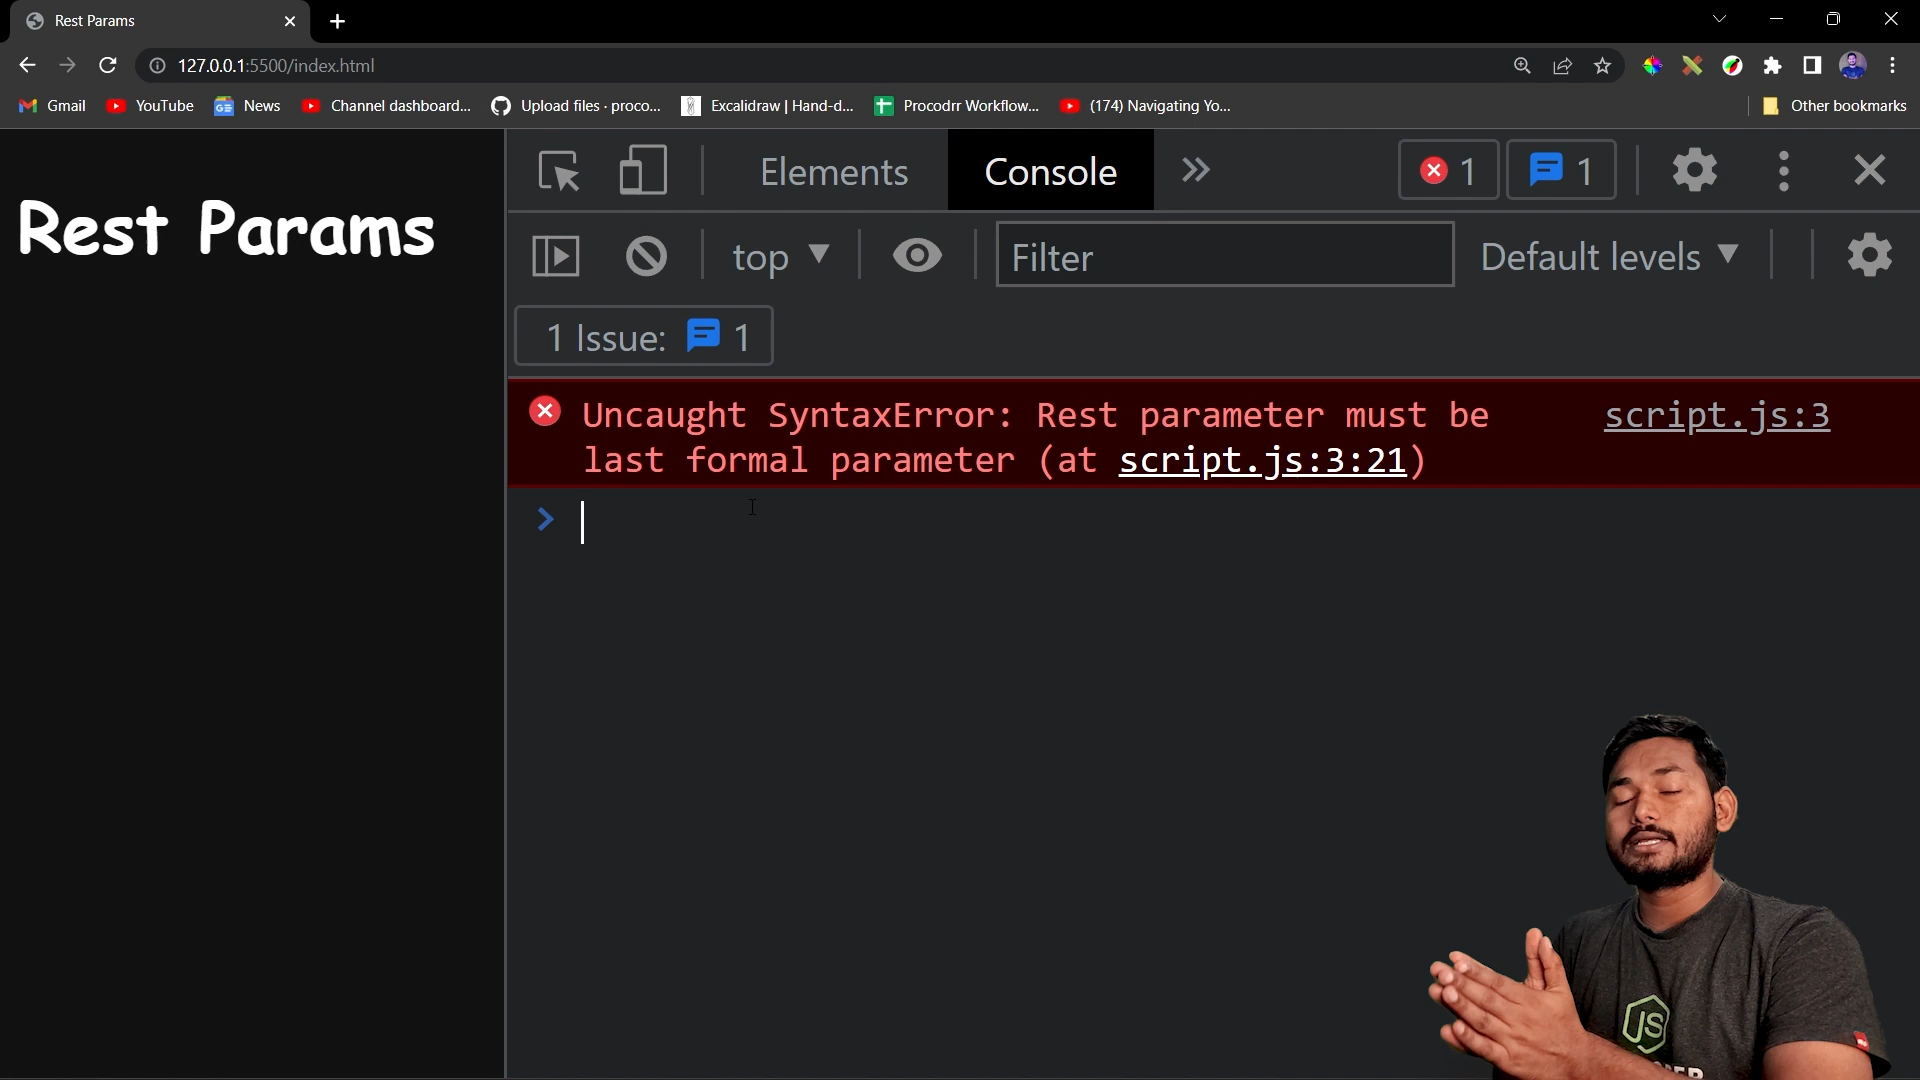 Rest Params
127.0.0.1:5500/index.html
Gmail YouTube News Channel dashboard... Upload files · proco... Excalidraw | Hand-d... Procodrr Workflow... (174) Navigating Yo... Other bookmarks
Rest Params
Elements Console 1 1
top Filter Default levels
1 Issue: 1
Uncaught SyntaxError: Rest parameter must be script.js:3
last formal parameter (at script.js:3:21)
JS